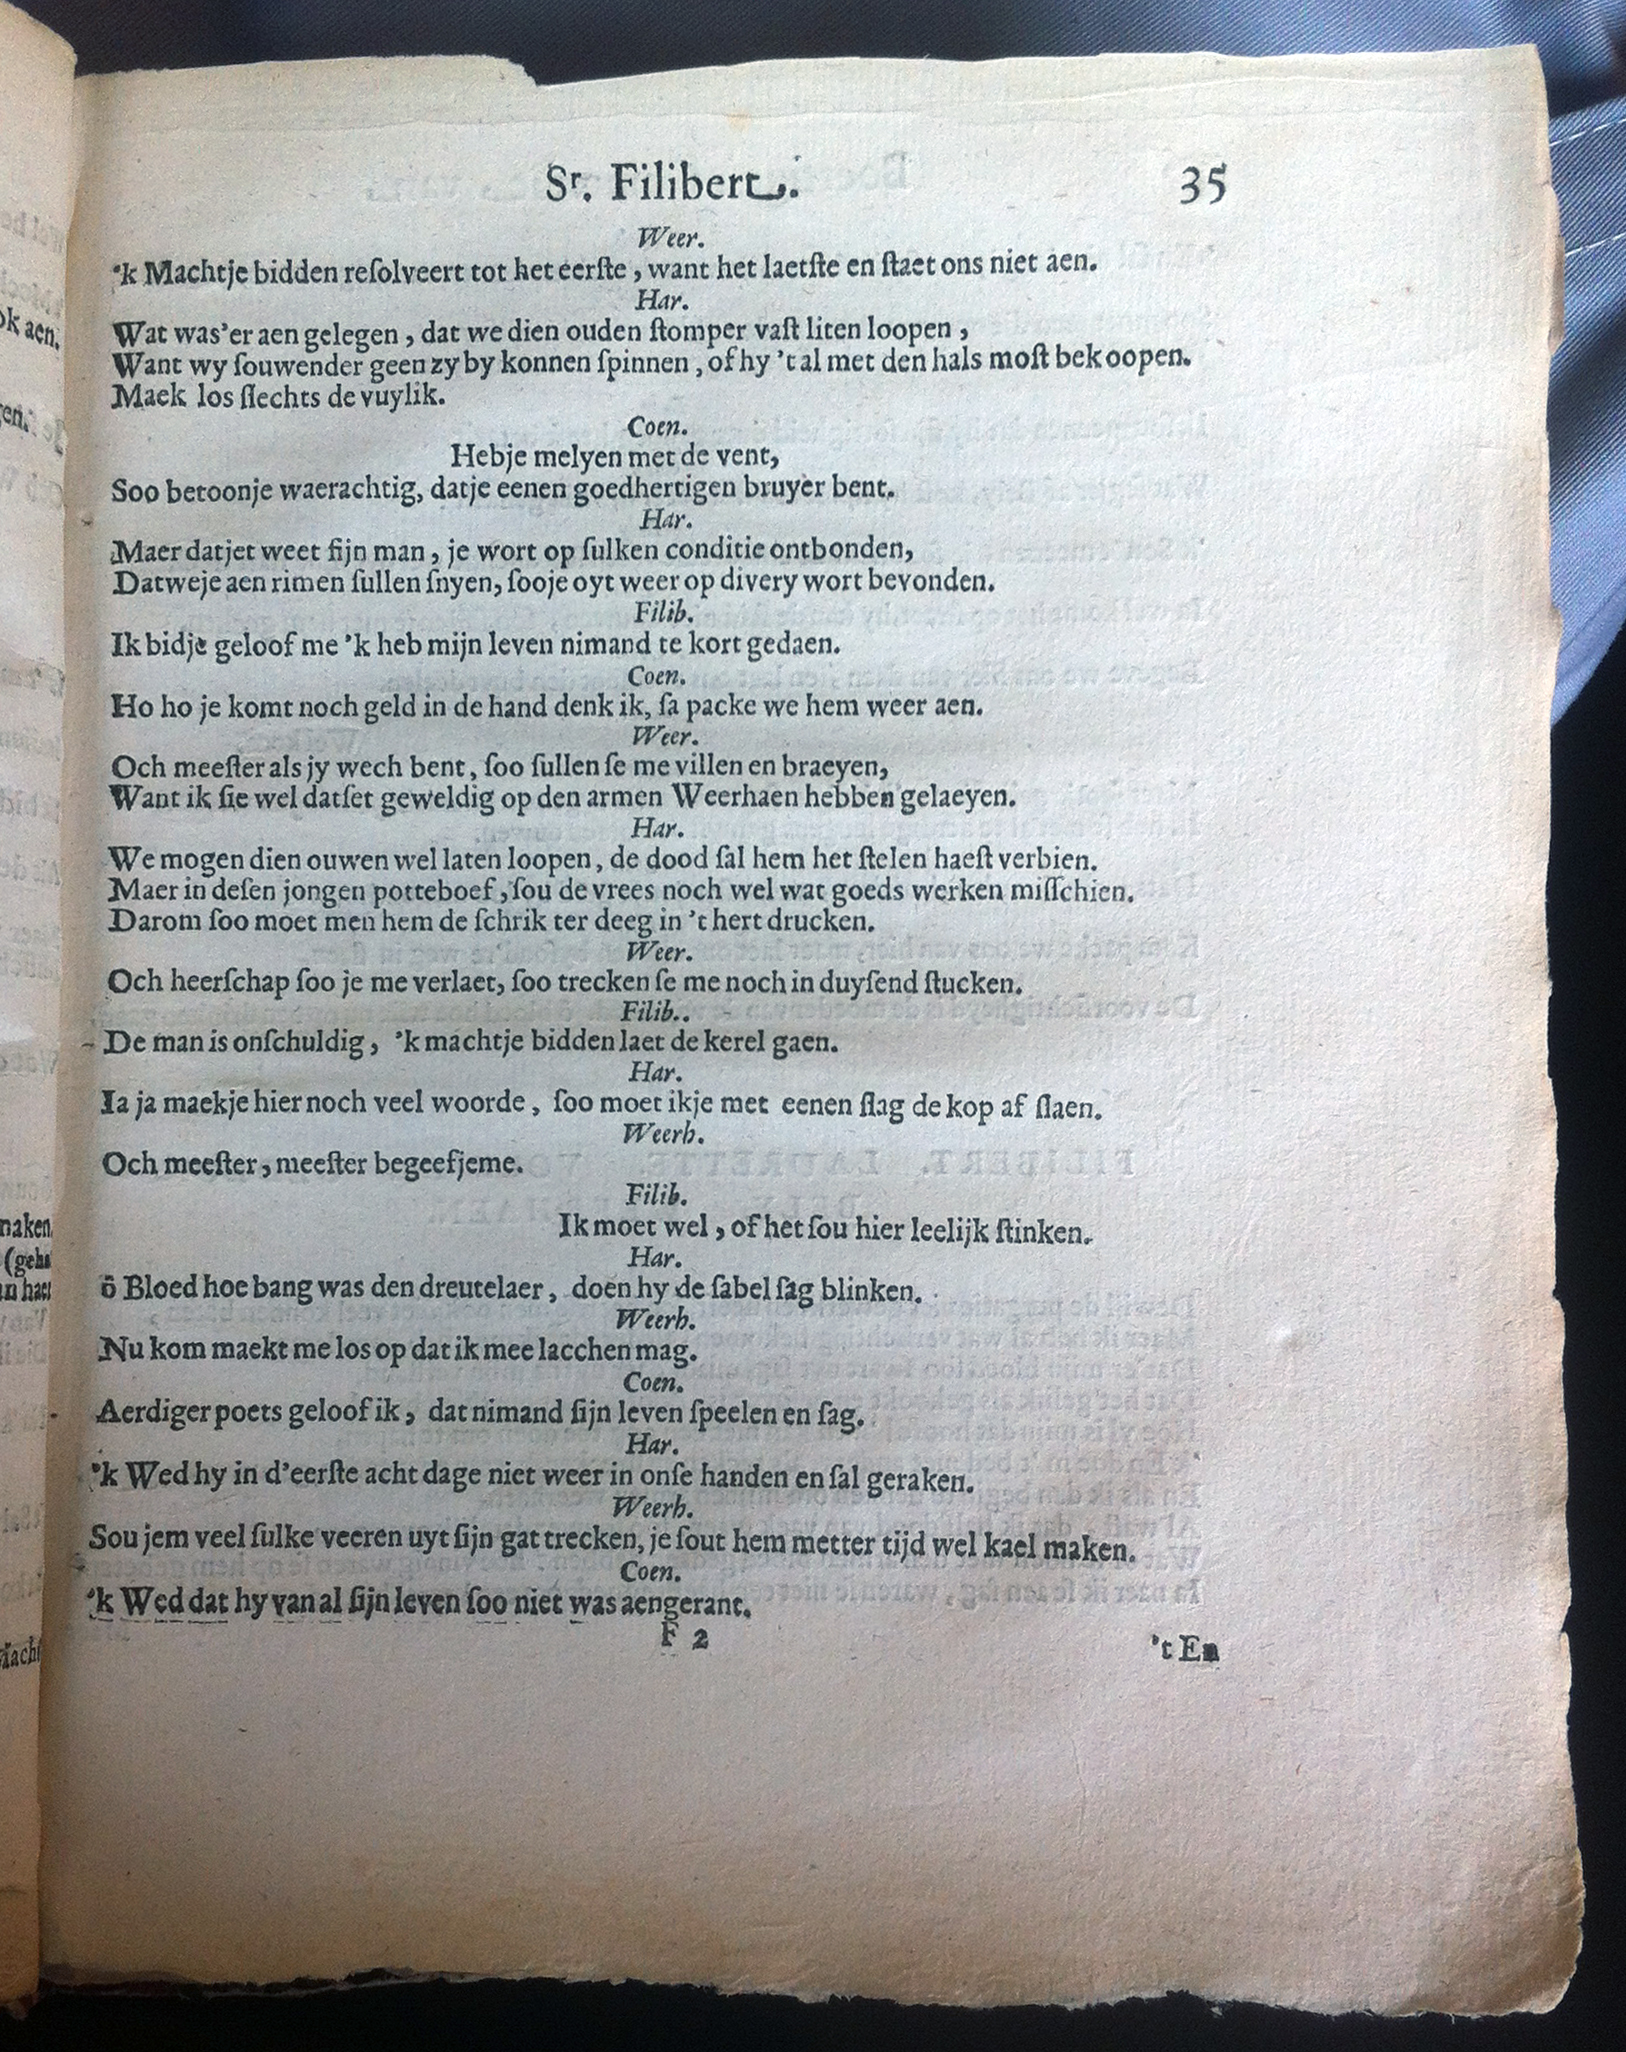 Sr. Filibert. 35
Weer.
'k Machtje bidden reſolveert tot het eerſte, want het laetſte en ſtaet ons niet aen.
Har.
Wat was'er aen gelegen, dat we dien ouden ſtomper vaſt liten loopen,
Want wy ſouwender geen zy by konnen ſpinnen, of hy 't al met den hals moſt bekoopen.
Maek los ſlechts de vuylik.
Coen.
Hebje melyen met de vent,
Soo betoonje waerachtig, datje eenen goedhertigen bruyer bent.
Har.
Maer datjet weet ſijn man, je wort op ſulken conditie ontbonden,
Datweje aen rimen ſullen ſnyen, ſooje oyt weer op divery wort bevonden.
Filib.
Ik bidje geloof me 'k heb mijn leven nimand te kort gedaen.
Coen.
Ho ho je komt noch geld in de hand denk ik, ſa packe we hem weer aen.
Weer.
Och meeſter als jy wech bent, ſoo ſullen ſe me villen en braeyen,
Want ik ſie wel datſet geweldig op den armen Weerhaen hebben gelaeyen.
Har.
We mogen dien ouwen wel laten loopen, de dood ſal hem het ſtelen haeſt verbien.
Maer in deſen jongen potteboef, ſou de vrees noch wel wat goeds werken miſſchien.
Darom ſoo moet men hem de ſchrik ter deeg in 't hert drucken.
Weer.
Och heerſchap ſoo je me verlaet, ſoo trecken ſe me noch in duyſend ſtucken.
Filib..
De man is onſchuldig, 'k machtje bidden laet de kerel gaen.
Har.
Ia ja maekje hier noch veel woorde, ſoo moet ikje met eenen ſlag de kop af ſlaen.
Weerh.
Och meeſter, meeſter begeefjeme.
Filib.
Ik moet wel, of het ſou hier leelijk ſtinken.
Har.
ô Bloed hoe bang was den dreutelaer, doen hy de ſabel ſag blinken.
Weerh.
Nu kom maekt me los op dat ik mee lacchen mag.
Coen.
Aerdiger poets geloof ik, dat nimand ſijn leven ſpeelen en ſag.
Har.
'k Wed hy in d'eerſte acht dage niet weer in onſe handen en ſal geraken.
Weerh.
Sou jem veel ſulke veeren uyt ſijn gat trecken, je ſout hem metter tijd wel kael maken.
Coen.
'k Wed dat hy van al ſijn leven ſoo niet was aengerant.
F 2 't En